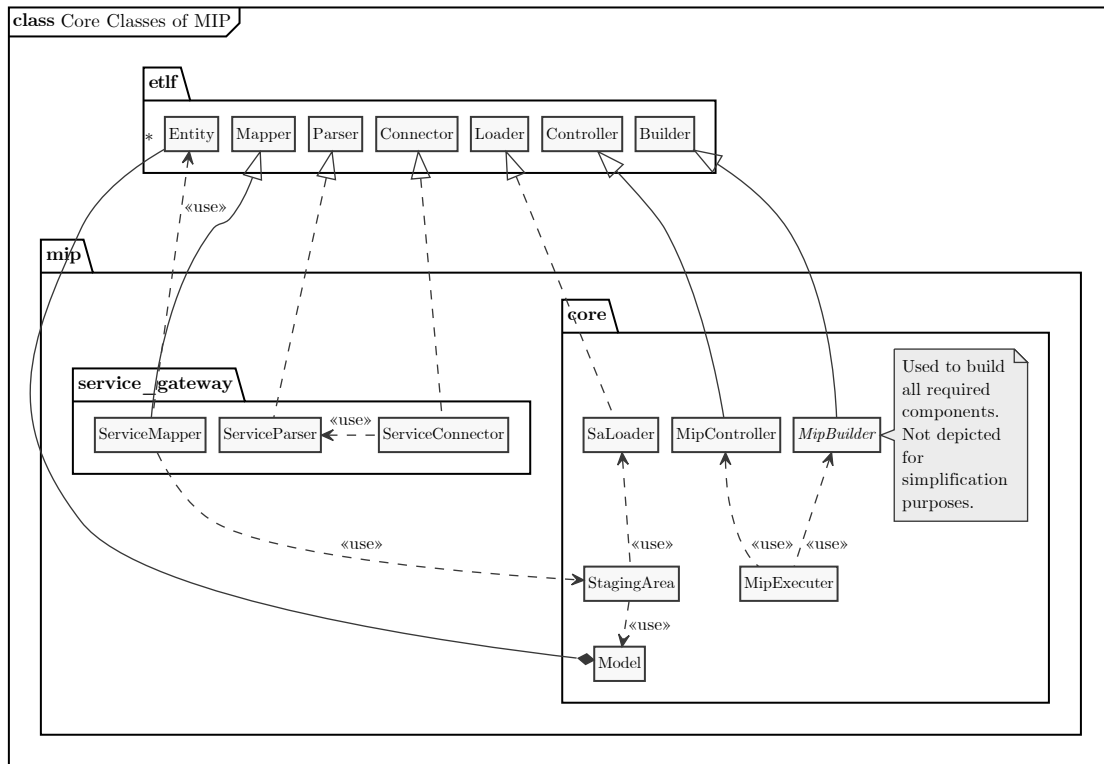 class Core Classes of MIP
etlf
* Entity Mapper Parser Connector Loader Controller Builder
«use»
mip
core
service_gateway
Used to build
all required
components.
Not depicted
for
simplification
purposes.
ServiceMapper ServiceParser «use» ServiceConnector
SaLoader MipController MipBuilder
«use» «use» «use» «use»
StagingArea MipExecuter
«use»
Model